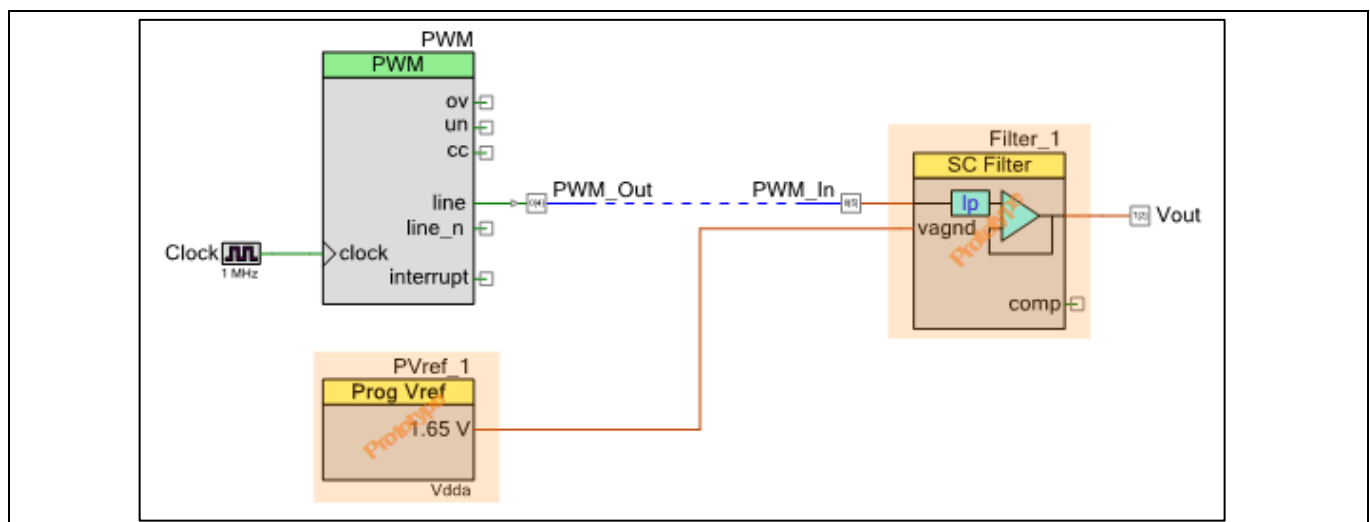 PWM
PWM
ov
un
cc
line
line_n
interrupt
clock
Clock
1 MHz
PWM_Out
PWM_In
Filter_1
SC Filter
lp
vagnd
Prototype
comp
Vout
PVref_1
Prog Vref
1.65 V
Prototype
Vdda